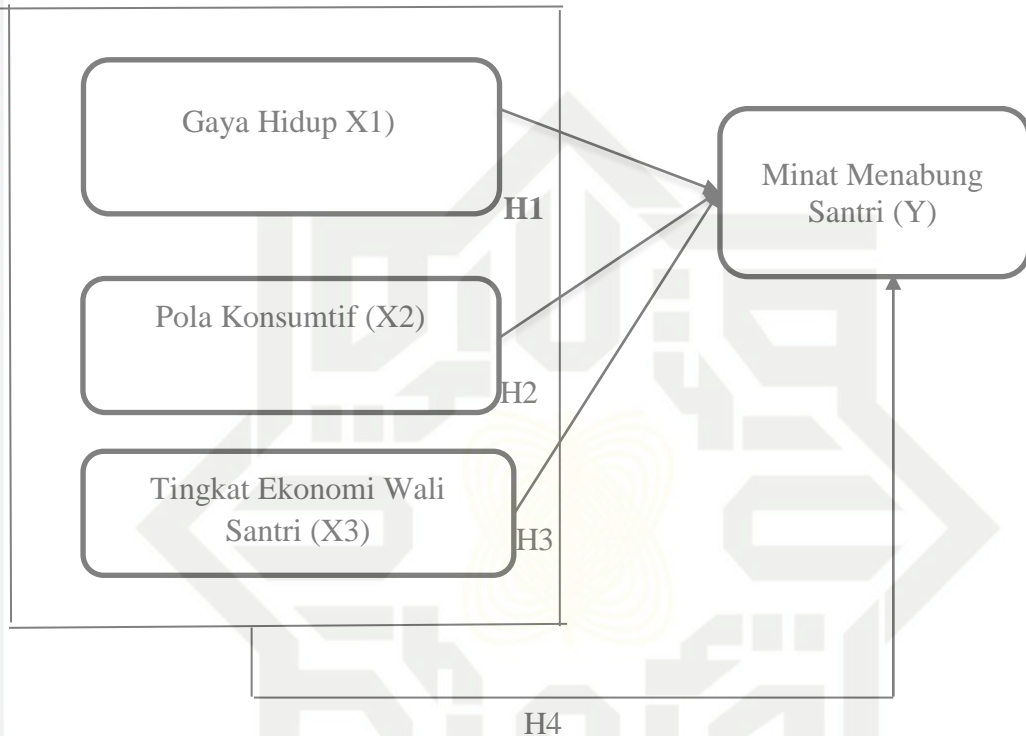 Gaya Hidup X1)
H1
Minat Menabung
Santri (Y)
Pola Konsumtif (X2)
H2
Tingkat Ekonomi Wali
Santri (X3)
H3
H4